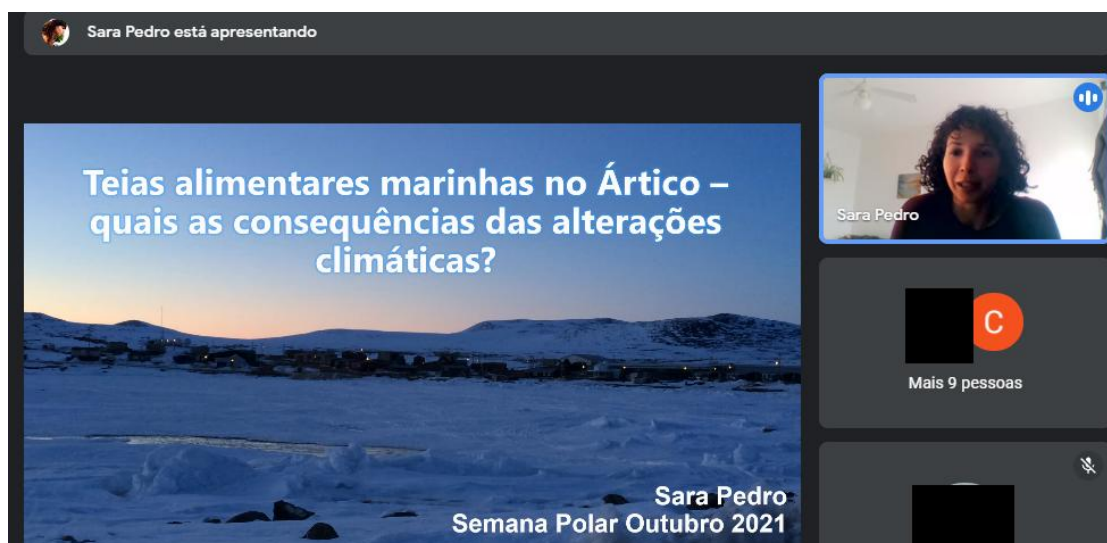 Sara Pedro está apresentando
Teias alimentares marinhas no Ártico –
quais as consequências das alterações
climáticas?
Sara Pedro
Semana Polar Outubro 2021
Sara Pedro
C
Mais 9 pessoas